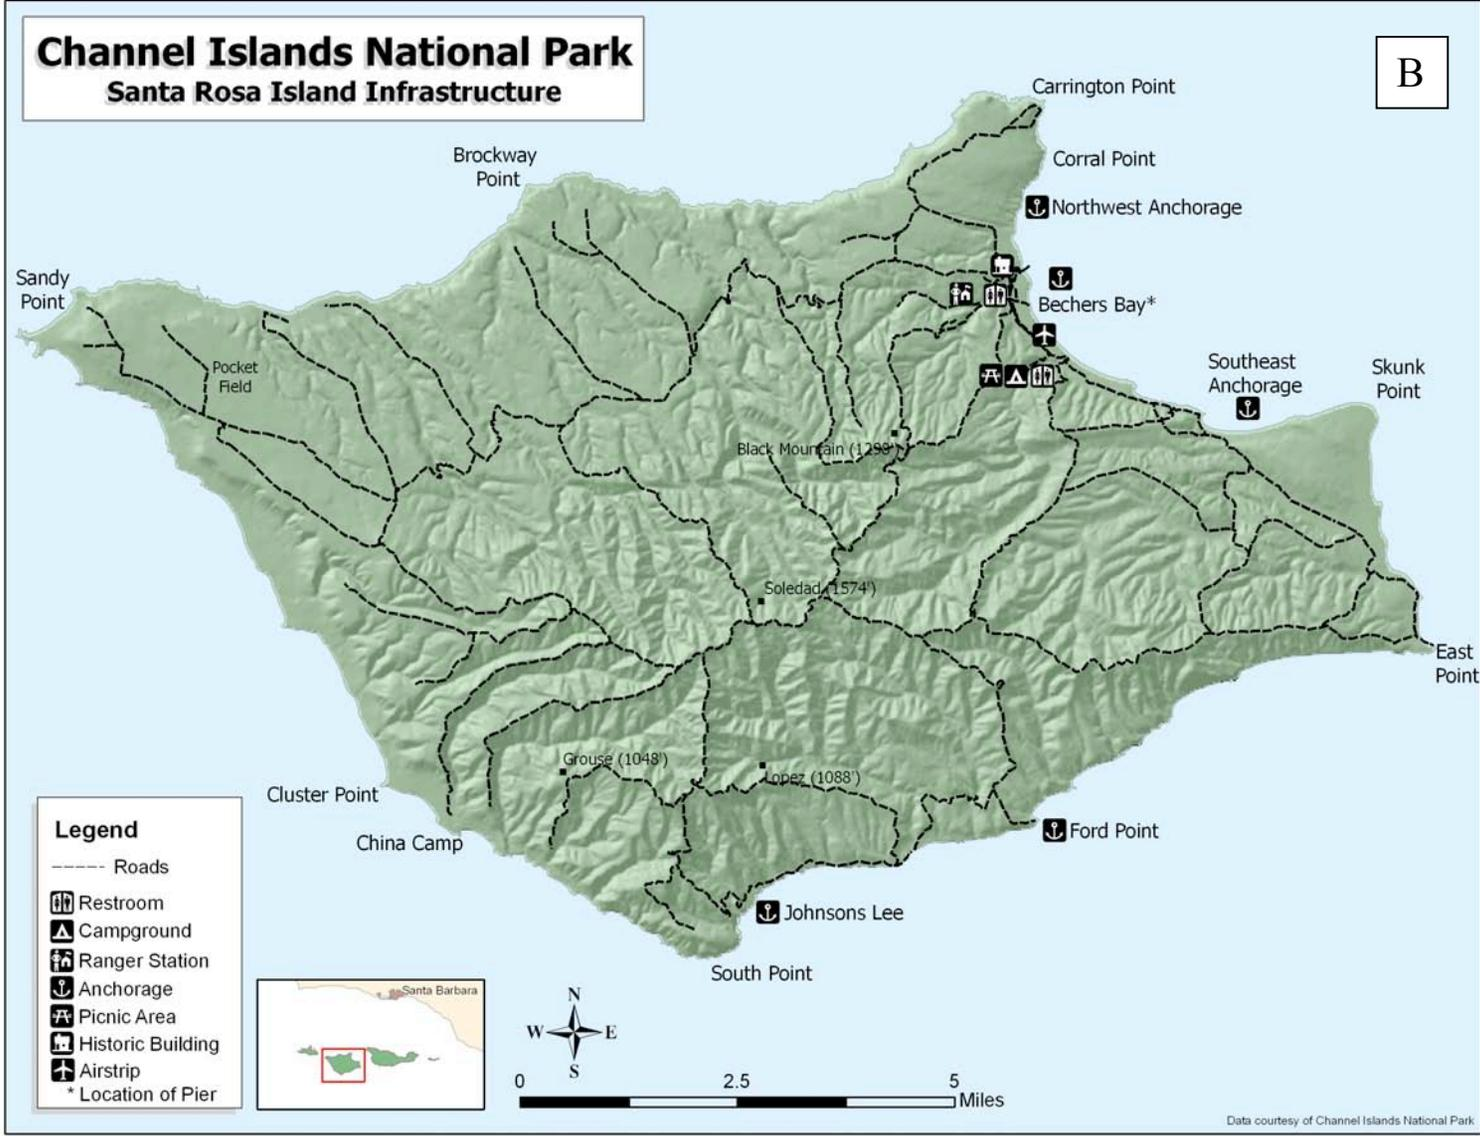 Channel Islands National Park
Santa Rosa Island Infrastructure
B
Carrington Point
Corral Point
Northwest Anchorage
Brockway
Point
Sandy
Point
Bechers Bay*
Pocket
Field
Southeast
Anchorage
Skunk
Point
Black Mountain (1298')
Soledad (1574')
East
Point
Grouse (1048')
Lopez (1088')
Cluster Point
China Camp
Ford Point
Johnsons Lee
South Point
Legend
Roads
Restroom
Campground
Ranger Station
Anchorage
Picnic Area
Historic Building
Airstrip
* Location of Pier
Santa Barbara
N
W E
S
0 2.5 5
Miles
Data courtesy of Channel Islands National Park